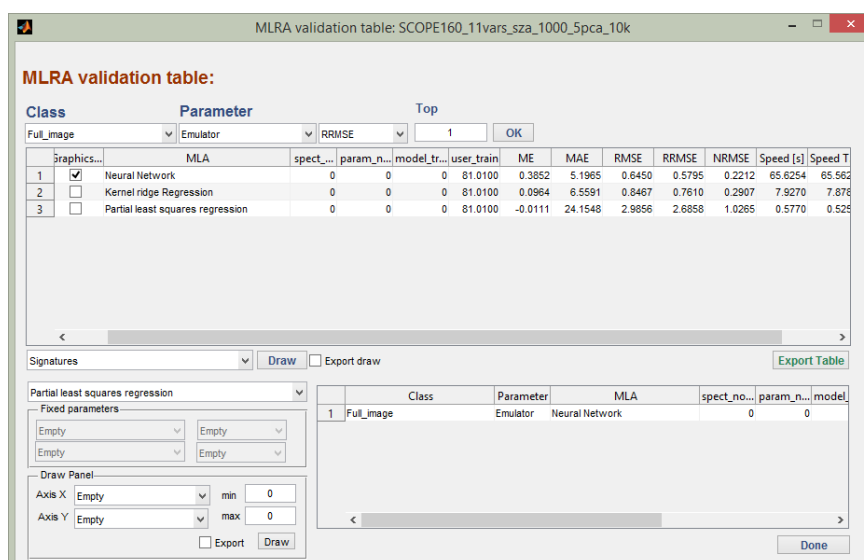 MLRA validation table: SCOPE160_11vars_sza_1000_5pca_10k
MLRA validation table:
Class Parameter Top
Full_image Emulator RRMSE 1 OK
Graphics... MLA spect_... param_n... model_tr... user_train ME MAE RMSE RRMSE NRMSE Speed [s] Speed T
1 Neural Network 0 0 0 81.0100 0.3852 5.1965 0.6450 0.5795 0.2212 65.6254 65.562
2 Kernel ridge Regression 0 0 0 81.0100 0.0964 6.5591 0.8467 0.7610 0.2907 7.9270 7.878
3 Partial least squares regression 0 0 0 81.0100 -0.0111 24.1548 2.9856 2.6858 1.0265 0.5770 0.525
Signatures Draw Export draw Export Table
Partial least squares regression
Fixed parameters
Empty Empty
Empty Empty
Draw Panel
Axis X Empty min 0
Axis Y Empty max 0
Export Draw
Class Parameter MLA spect_no... param_n... model_
1 Full_image Emulator Neural Network 0 0
Done